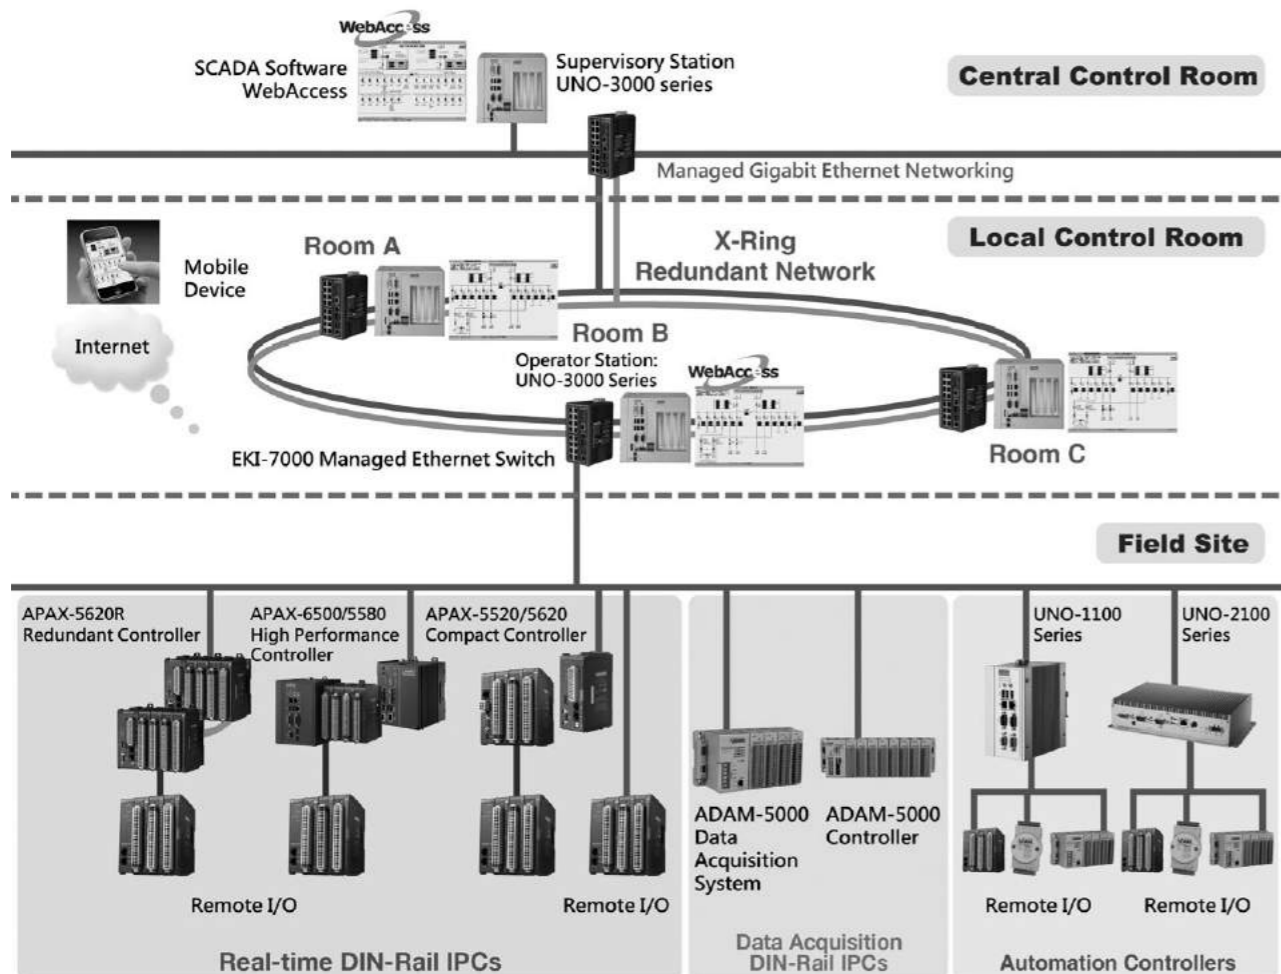 WebAccess
SCADA Software
WebAccess
Supervisory Station
UNO-3000 series
Central Control Room
Managed Gigabit Ethernet Networking
Local Control Room
Mobile
Device
Internet
Room A
X-Ring
Redundant Network
Room B
Operator Station:
UNO-3000 Series
WebAccess
EKI-7000 Managed Ethernet Switch
Room C
Field Site
APAX-5620R
Redundant Controller
APAX-6500/5580
High Performance
Controller
APAX-5520/5620
Compact Controller
UNO-1100
Series
UNO-2100
Series
ADAM-5000
Data
Acquisition
System
ADAM-5000
Controller
Remote I/O
Remote I/O
Remote I/O
Remote I/O
Real-time DIN-Rail IPCs
Data Acquisition
DIN-Rail IPCs
Automation Controllers